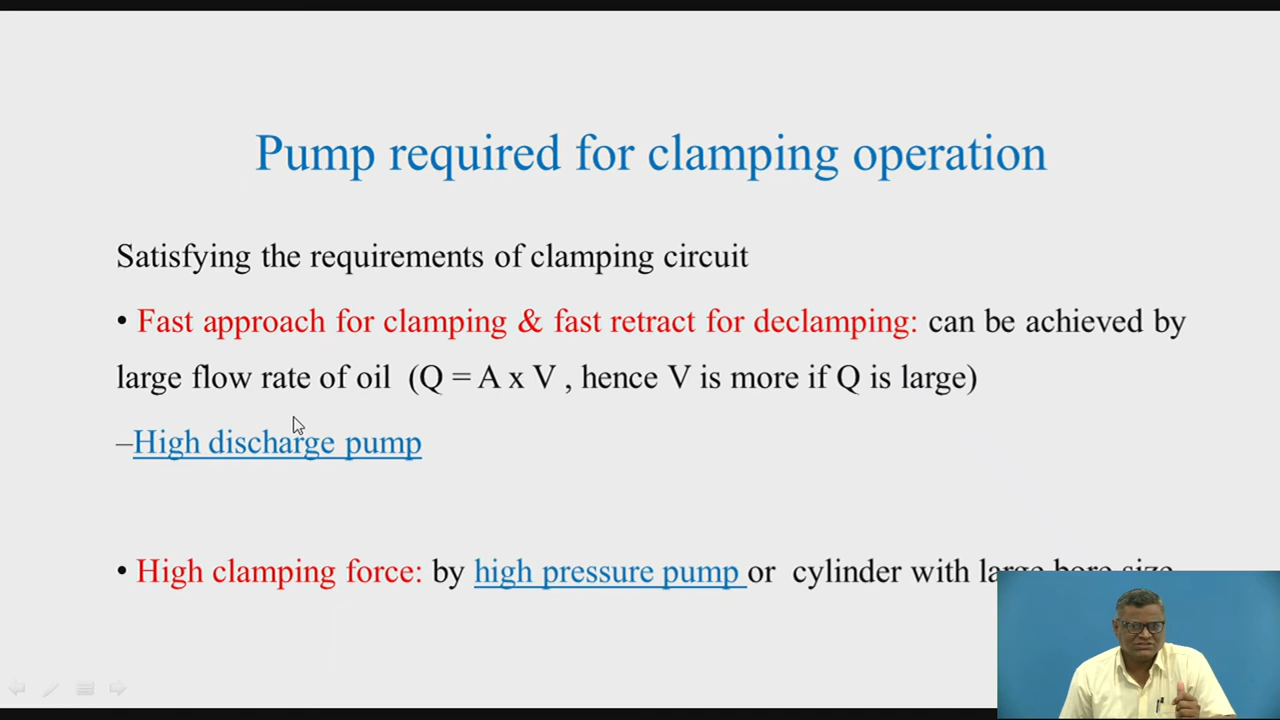 Pump required for clamping operation
Satisfying the requirements of clamping circuit
• Fast approach for clamping & fast retract for declamping: can be achieved by
large flow rate of oil (Q = A x V , hence V is more if Q is large)
–High discharge pump
• High clamping force: by high pressure pump or cylinder with large bore size